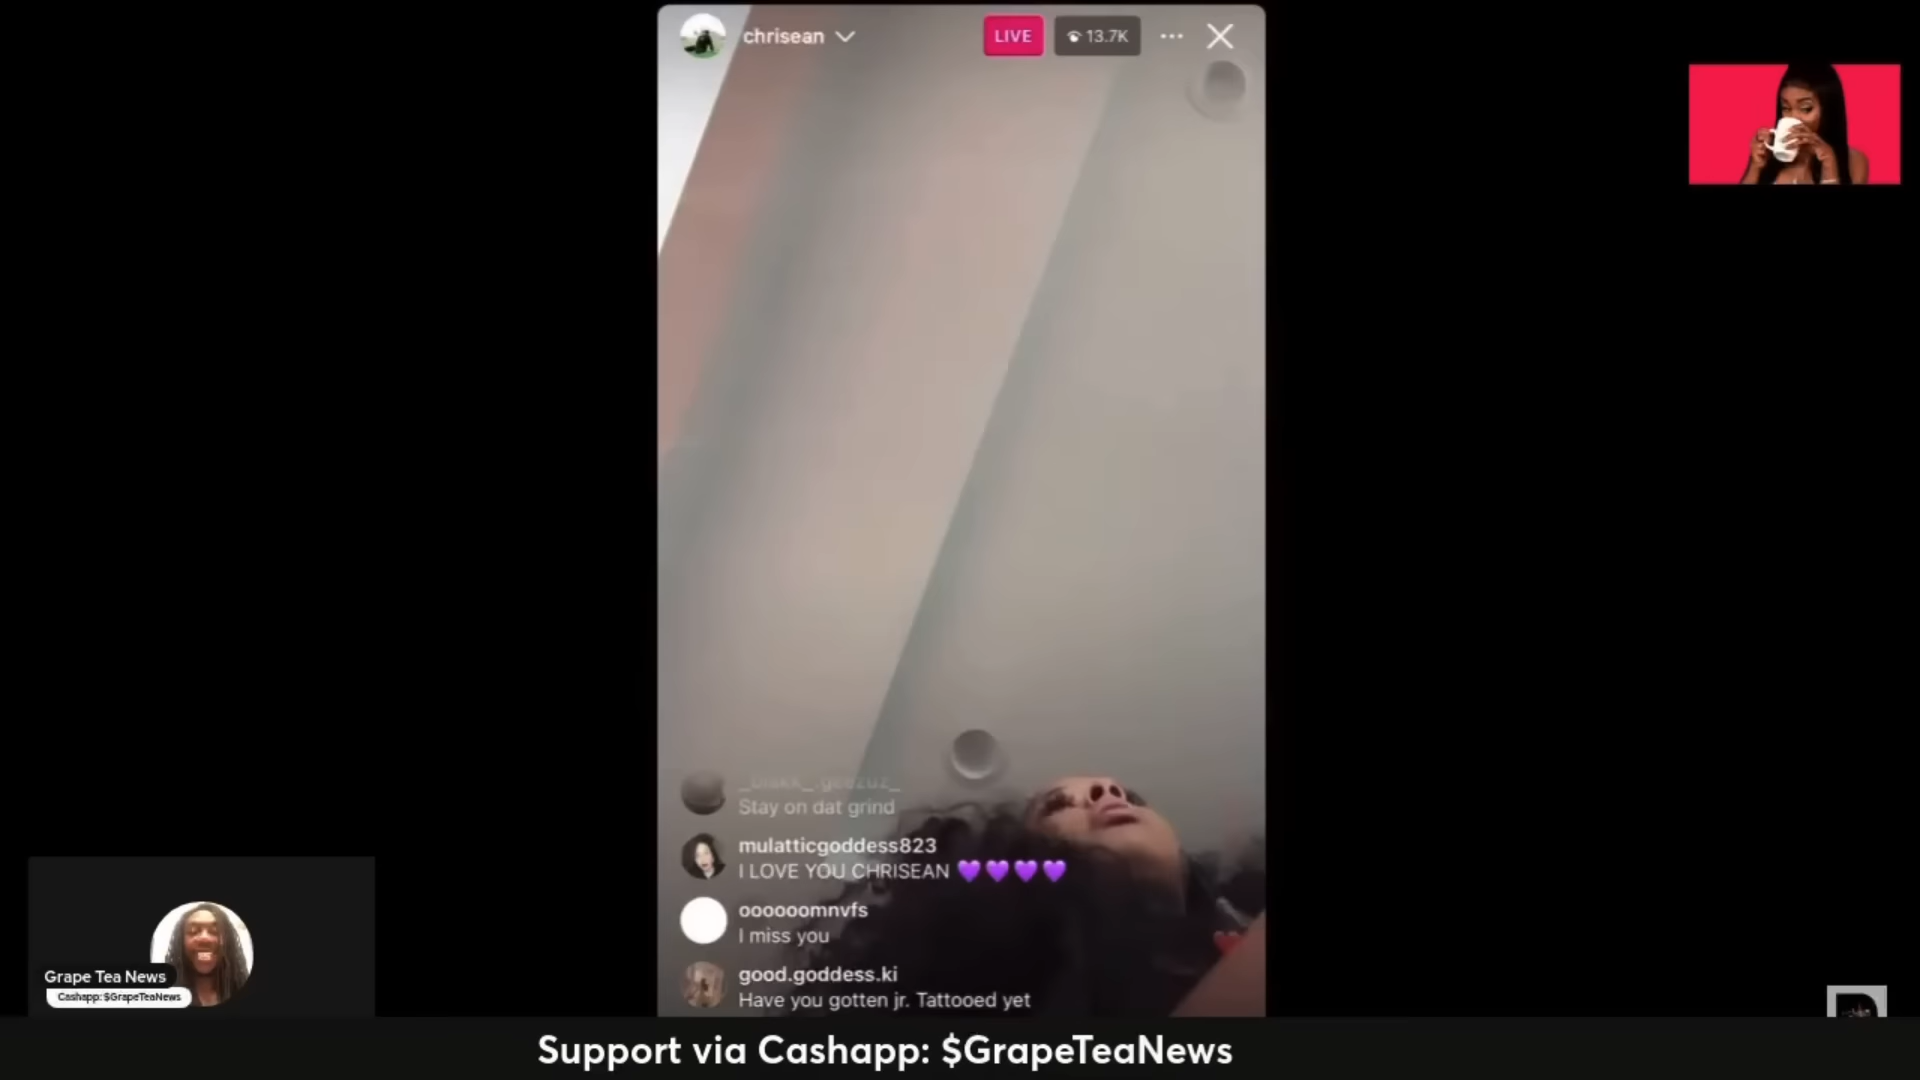 chrisean
LIVE
13.7K
Stay on dat grind
mulatticgoddess823
I LOVE YOU CHRISEAN 💜💜💜💜
oooooomnvfs
I miss you
good.goddess.ki
Have you gotten jr. Tattooed yet
Grape Tea News
Cashapp: $GrapeTeaNews
Support via Cashapp: $GrapeTeaNews